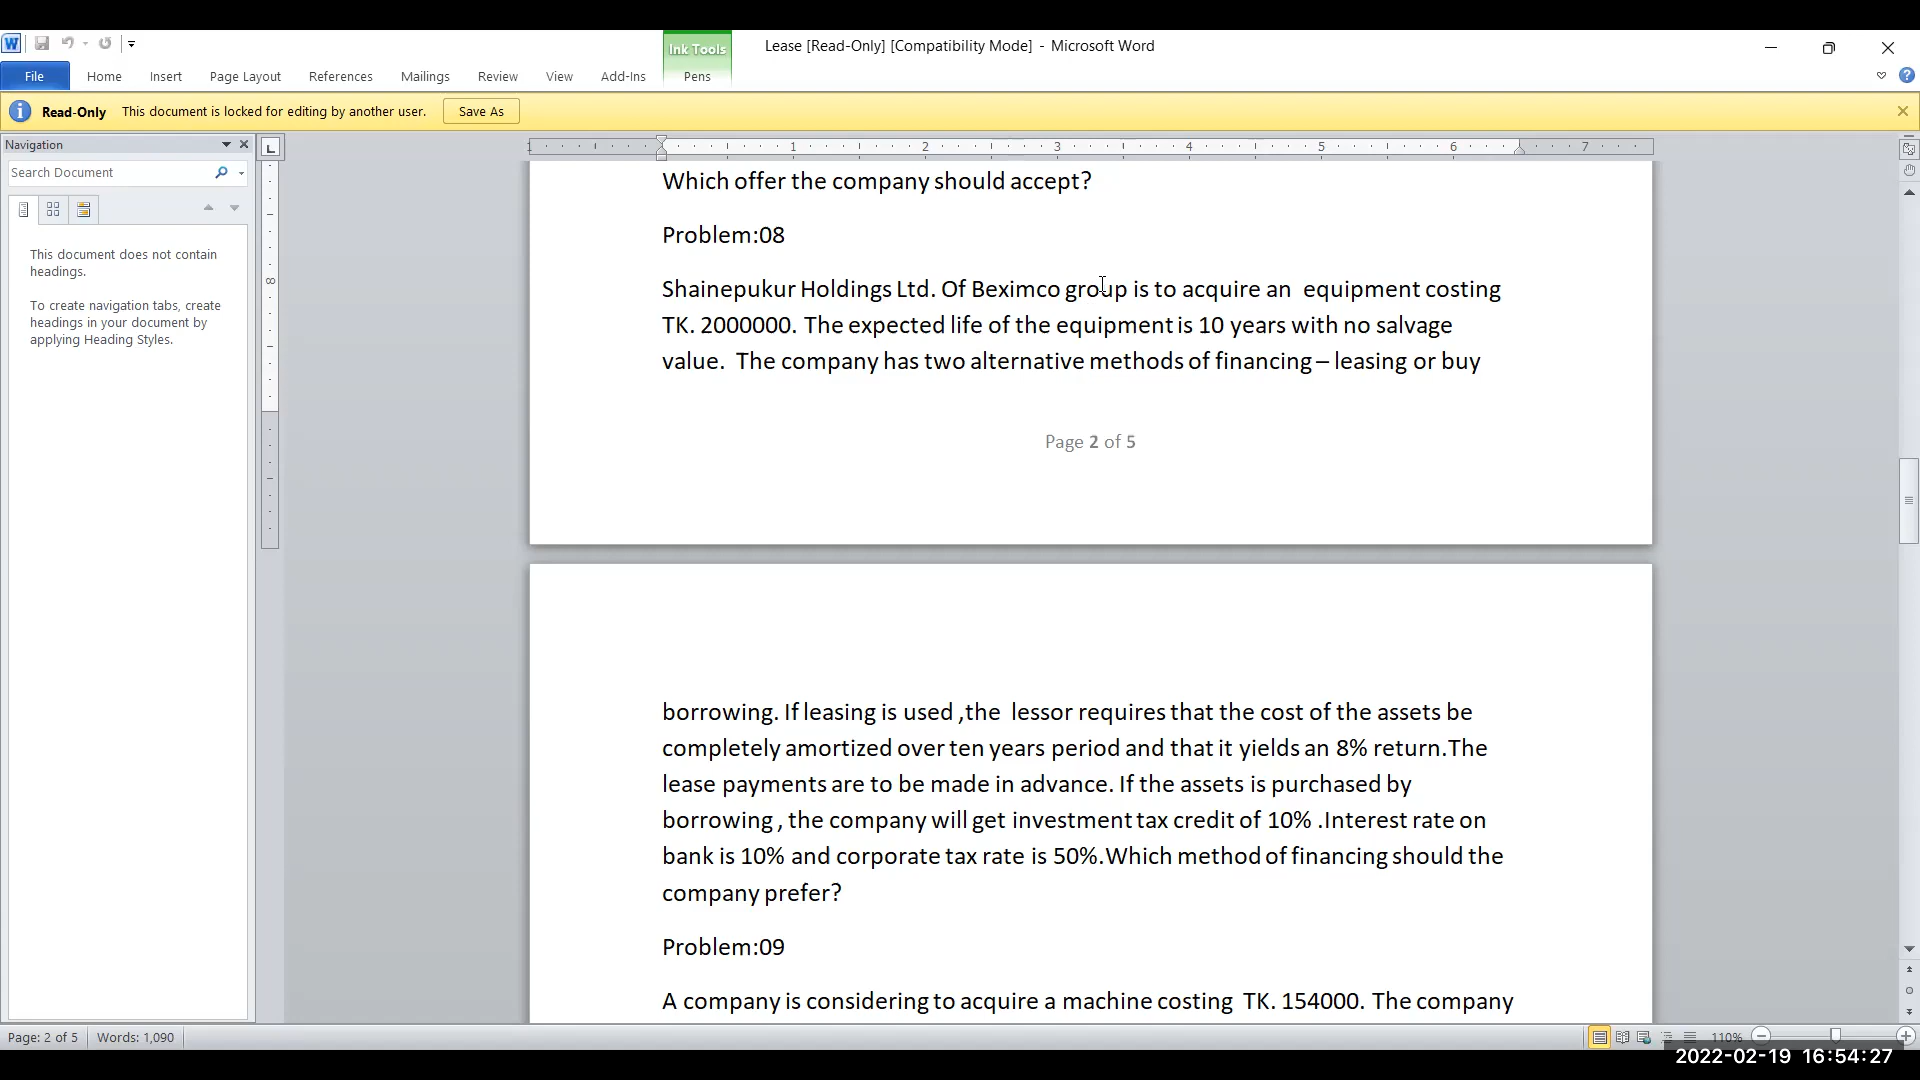 Ink Tools
Lease [Read-Only] [Compatibility Mode] - Microsoft Word
File Home Insert Page Layout References Mailings Review View Add-Ins Pens
Read-Only This document is locked for editing by another user. Save As
Navigation
Search Document
This document does not contain
headings.
To create navigation tabs, create
headings in your document by
applying Heading Styles.
1 1 2 3 4 5 6 7
8
Which offer the company should accept?
Problem:08
Shainepukur Holdings Ltd. Of Beximco group is to acquire an equipment costing
TK. 2000000. The expected life of the equipment is 10 years with no salvage
value. The company has two alternative methods of financing – leasing or buy
Page 2 of 5
borrowing. If leasing is used ,the lessor requires that the cost of the assets be
completely amortized over ten years period and that it yields an 8% return.The
lease payments are to be made in advance. If the assets is purchased by
borrowing , the company will get investment tax credit of 10% .Interest rate on
bank is 10% and corporate tax rate is 50%.Which method of financing should the
company prefer?
Problem:09
A company is considering to acquire a machine costing TK. 154000. The company
Page: 2 of 5 Words: 1,090 110%
2022-02-19 16:54:27